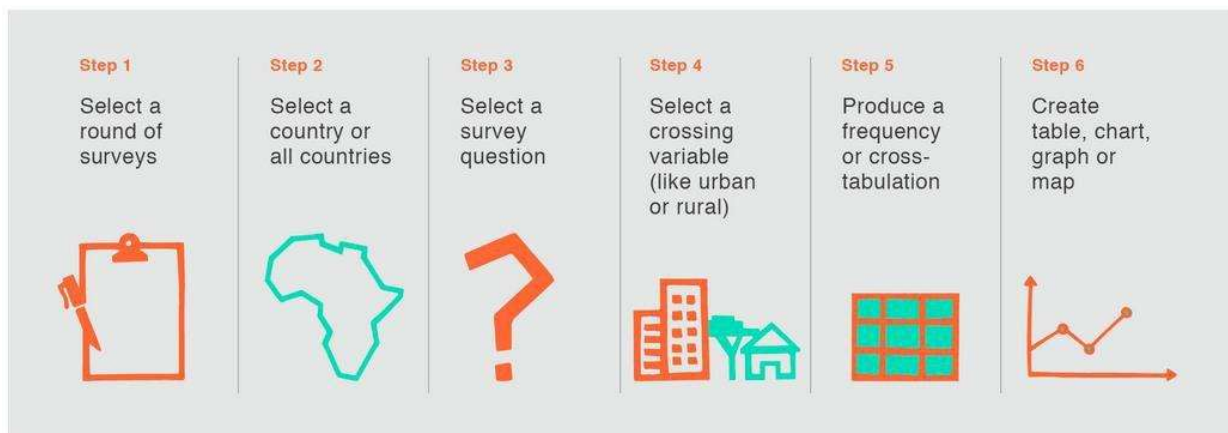 Step 1
Select a
round of
surveys
Step 2
Select a
country or
all countries
Step 3
Select a
survey
question
Step 4
Select a
crossing
variable
(like urban
or rural)
Step 5
Produce a
frequency
or cross-
tabulation
Step 6
Create
table, chart,
graph or
map